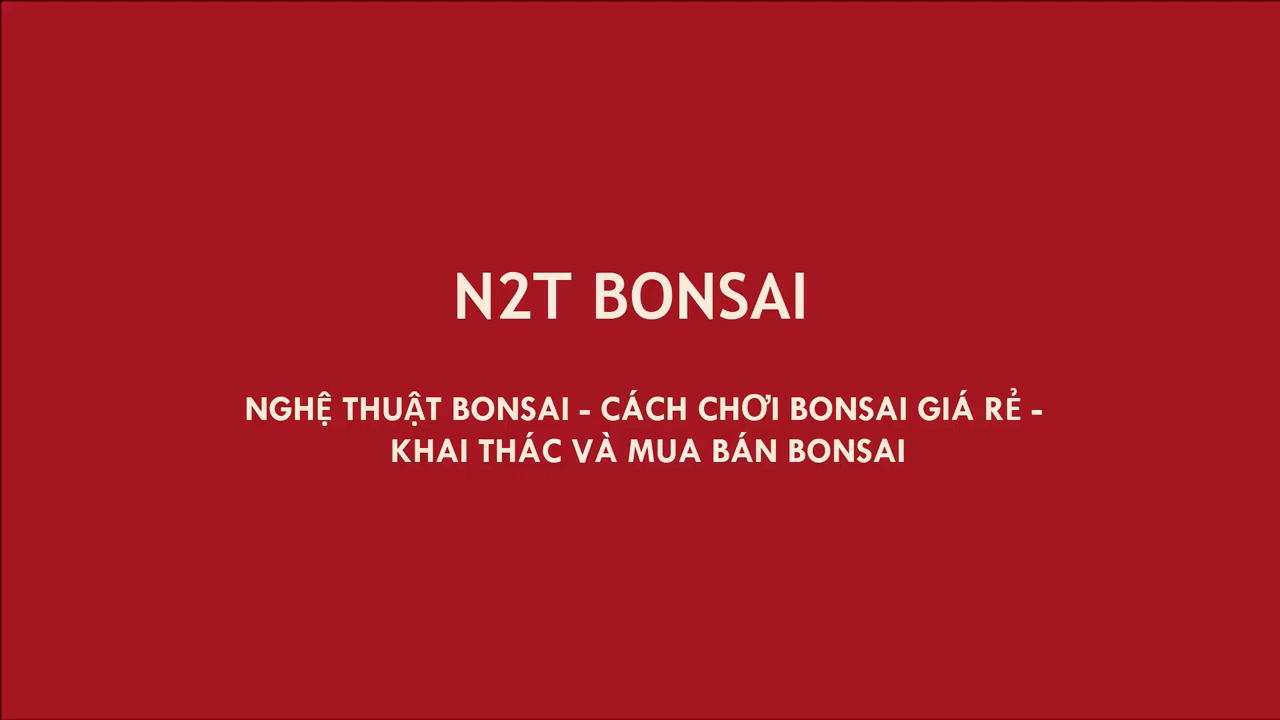 N2T BONSAI
NGHỆ THUẬT BONSAI - CÁCH CHƠI BONSAI GIÁ RẺ -
KHAI THÁC VÀ MUA BÁN BONSAI